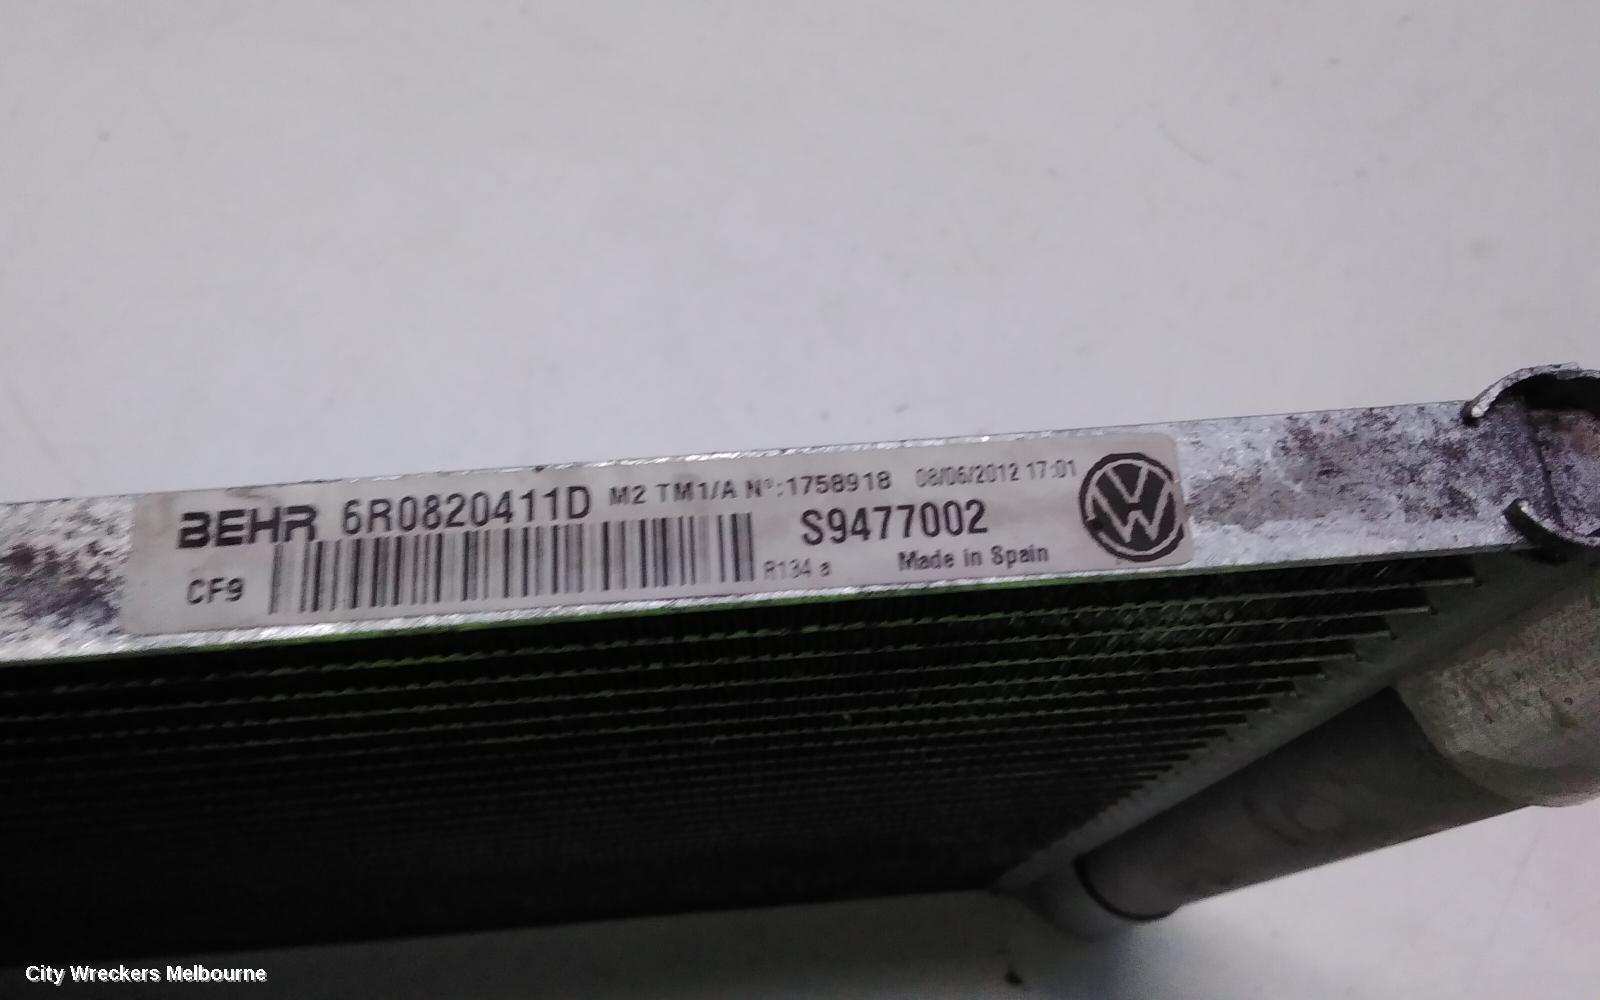 BEHR 6R0820411D M2 TM1/A Nº:1758918 08/06/2012 17:01
CF9 S9477002
R134 a Made in Spain
City Wreckers Melbourne